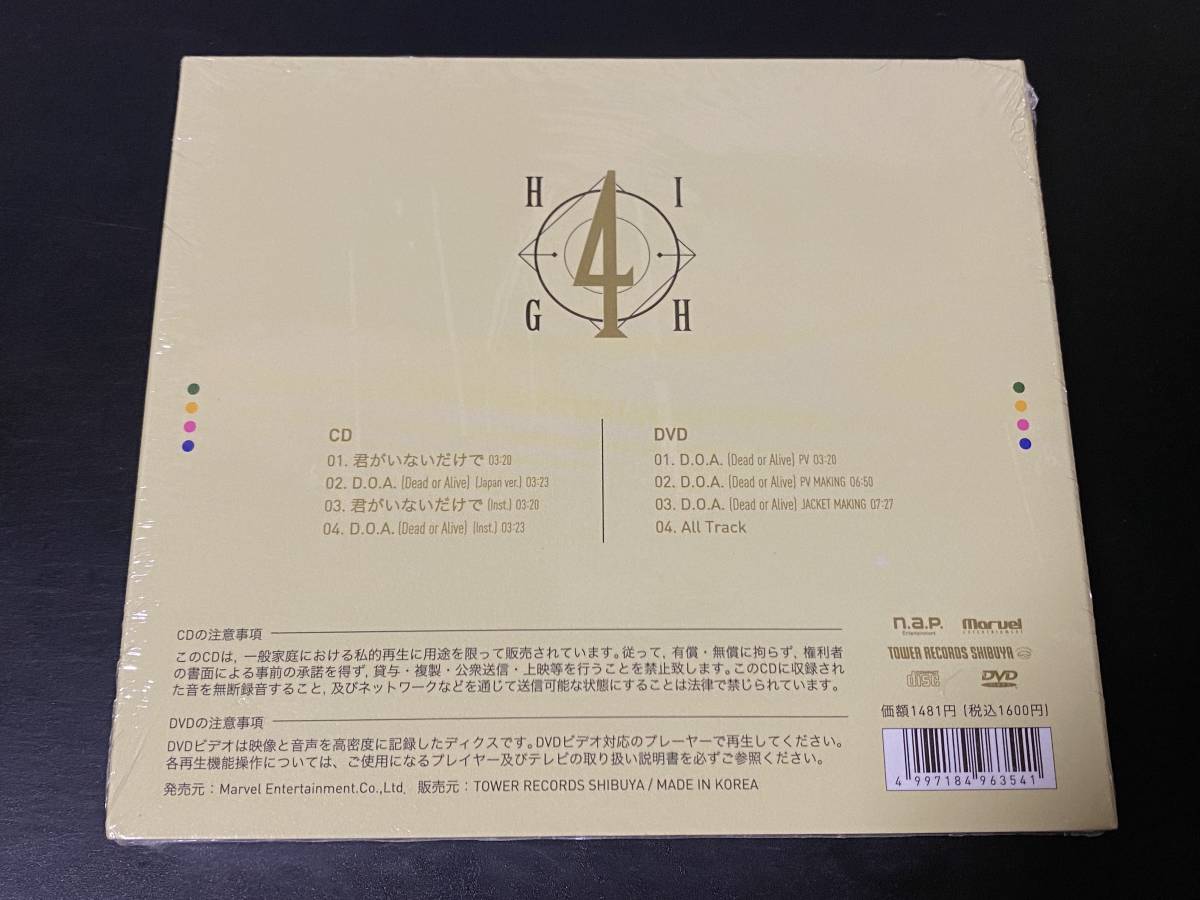 H I
4
G H
CD
01. 君がいないだけで 03:20
02. D.O.A. (Dead or Alive) (Japan ver.) 03:23
03. 君がいないだけで (Inst.) 03:20
04. D.O.A. (Dead or Alive) (Inst.) 03:23
DVD
01. D.O.A. (Dead or Alive) PV 03:20
02. D.O.A. (Dead or Alive) PV MAKING 06:50
03. D.O.A. (Dead or Alive) JACKET MAKING 07:27
04. All Track
CDの注意事項
このCDは、一般家庭における私的再生に用途を限って販売されています。従って、有償・無償に拘らず、権利者
の書面による事前の承諾を得ず、貸与・複製・公衆送信・上映等を行うことを禁止致します。このCDに収録され
た音を無断録音すること、及びネットワークなどを通じて送信可能な状態にすることは法律で禁じられています。
DVDの注意事項
DVDビデオは映像と音声を高密度に記録したディクスです。DVDビデオ対応のプレーヤーで再生してください。
各再生機能操作については、ご使用になるプレイヤー及びテレビの取り扱い説明書を必ずご参照ください。
発売元：Marvel Entertainment.Co.,Ltd. 販売元：TOWER RECORDS SHIBUYA / MADE IN KOREA
n.a.p.
Entertainment
Marvel
ENTERTAINMENT
TOWER RECORDS SHIBUYA
disc
DVD
価額1481円 (税込1600円)
4 997184 963541